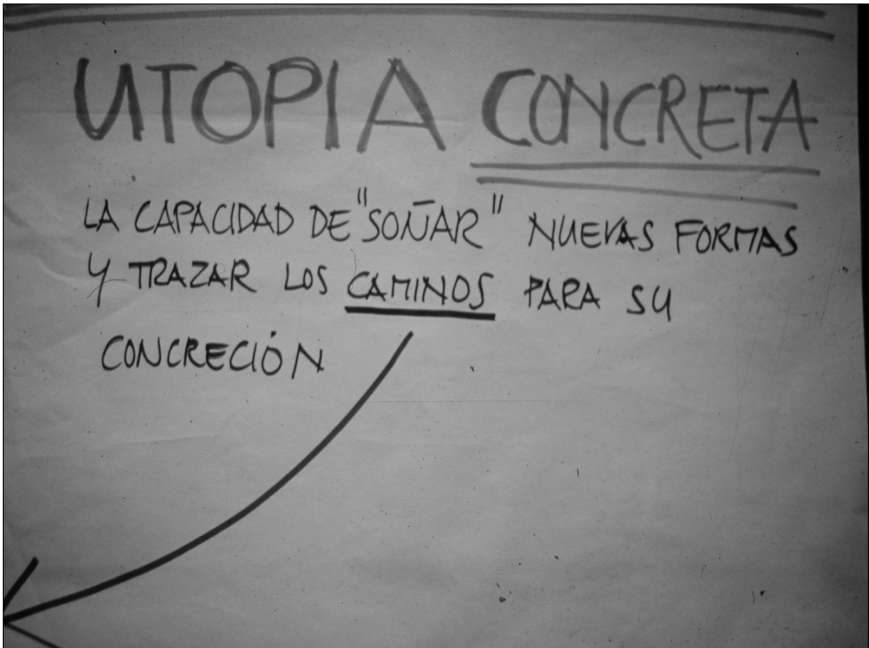 UTOPIA CONCRETA
LA CAPACIDAD DE "SOÑAR" NUEVAS FORMAS
Y TRAZAR LOS CAMINOS PARA SU
CONCRECIÓN